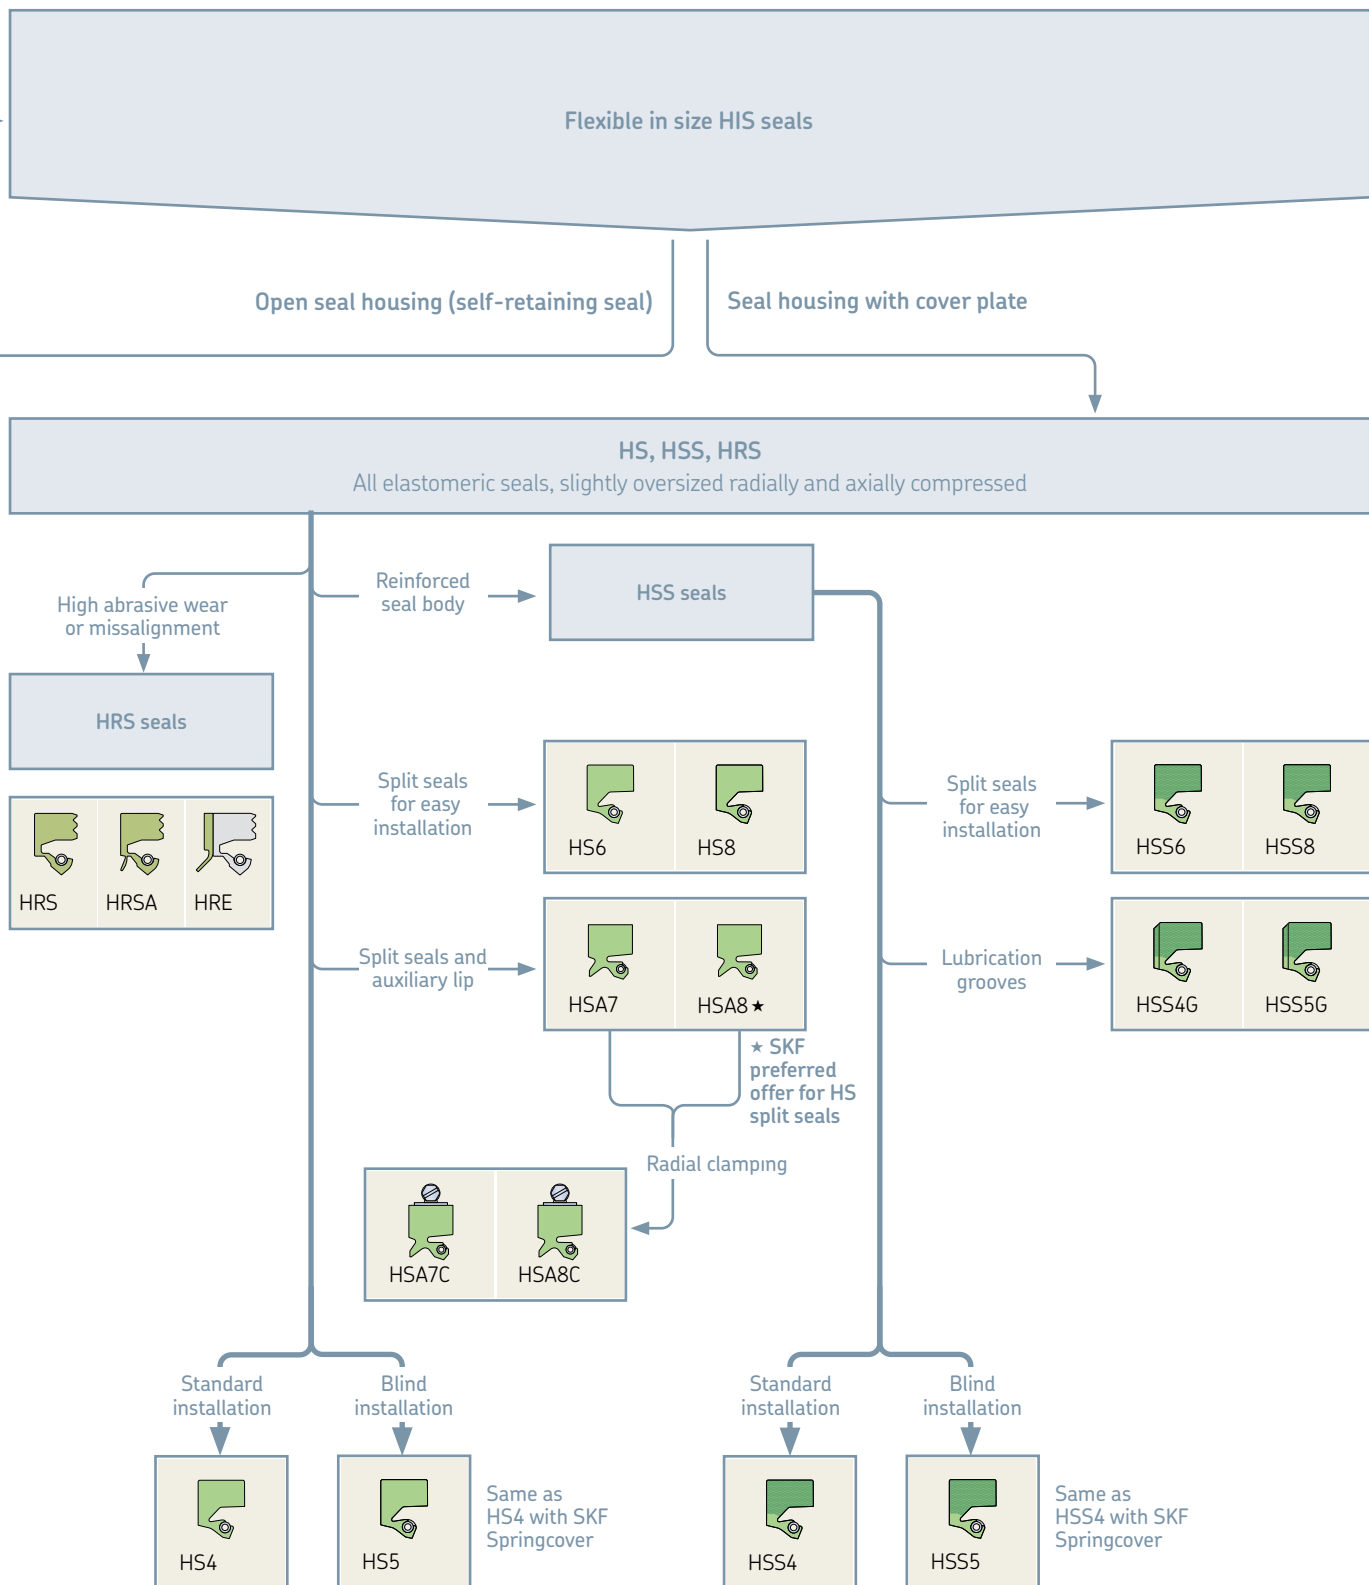 Flexible in size HIS seals
Open seal housing (self-retaining seal)
Seal housing with cover plate
HS, HSS, HRS
All elastomeric seals, slightly oversized radially and axially compressed
High abrasive wear
or missalignment
HRS seals
HRS
HRSA
HRE
Reinforced
seal body
HSS seals
Split seals
for easy
installation
HS6
HS8
Split seals and
auxiliary lip
HSA7
HSA8 ★
★ SKF
preferred
offer for HS
split seals
Radial clamping
HSA7C
HSA8C
Split seals
for easy
installation
HSS6
HSS8
Lubrication
grooves
HSS4G
HSS5G
Standard
installation
HS4
Blind
installation
HS5
Same as
HS4 with SKF
Springcover
Standard
installation
HSS4
Blind
installation
HSS5
Same as
HSS4 with SKF
Springcover